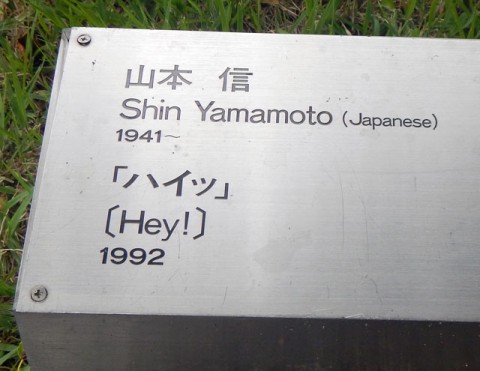 山本 信
Shin Yamamoto (Japanese)
1941~
「ハイッ」
〔Hey!〕
1992